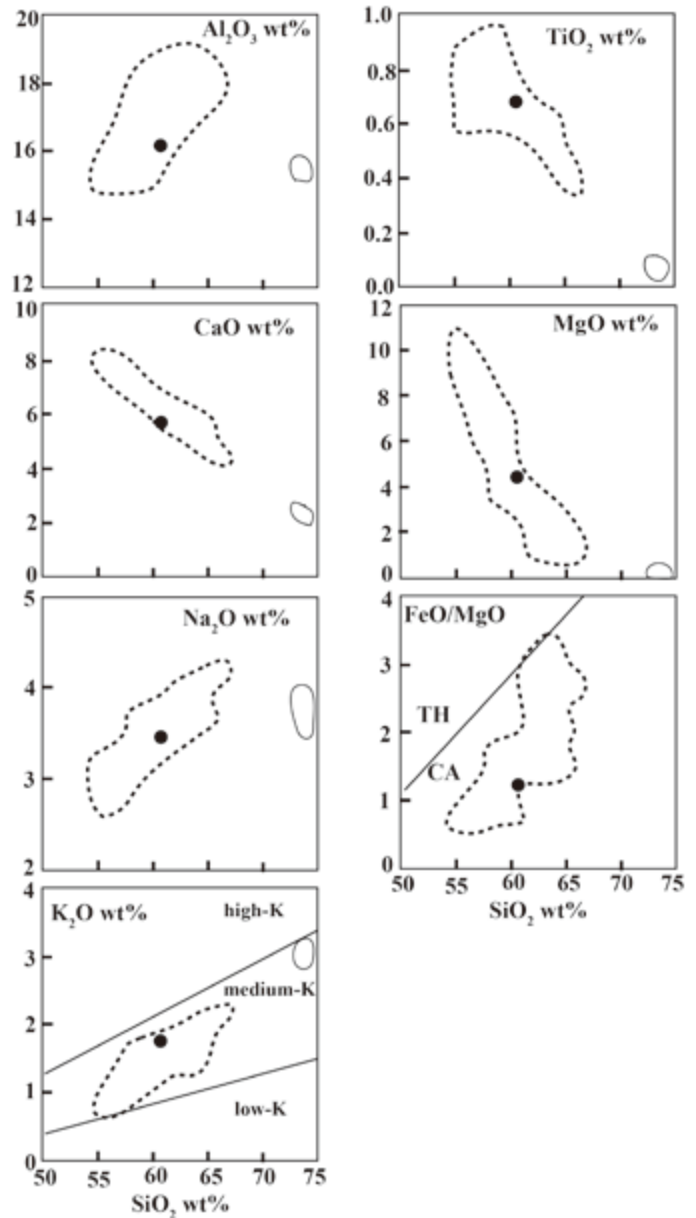 Al₂O₃ wt%
20
18
16
14
12
TiO₂ wt%
1.0
0.8
0.6
0.4
0.2
0.0
CaO wt%
10
8
6
4
2
0
MgO wt%
12
10
8
6
4
2
0
Na₂O wt%
5
4
3
2
FeO/MgO
TH
CA
4
3
2
1
0
50 55 60 65 70 75
SiO₂ wt%
K₂O wt%
high-K
medium-K
low-K
4
3
2
1
0
50 55 60 65 70 75
SiO₂ wt%